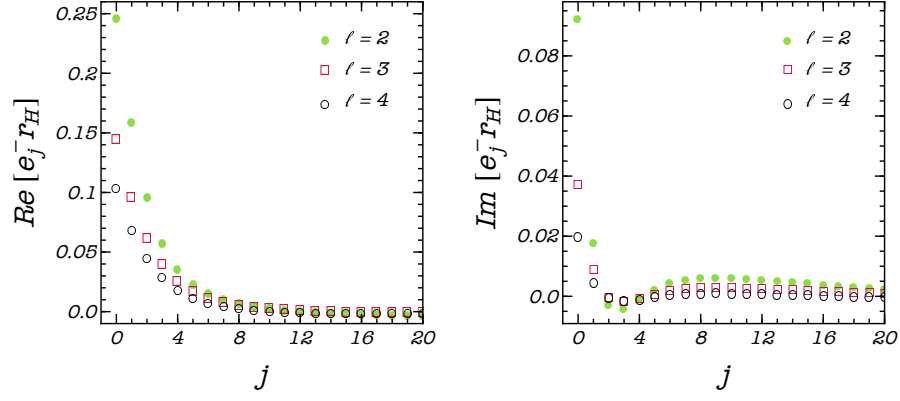 0.25
0.2
0.15
0.1
0.05
0.0
Re [e_j^- r_H]
ℓ = 2
ℓ = 3
ℓ = 4
0 4 8 12 16 20
j
0.08
0.06
0.04
0.02
0.0
Im [e_j^- r_H]
ℓ = 2
ℓ = 3
ℓ = 4
0 4 8 12 16 20
j